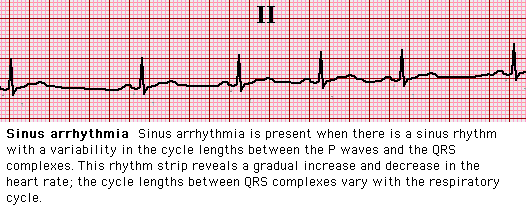 II
Sinus arrhythmia Sinus arrhythmia is present when there is a sinus rhythm
with a variability in the cycle lengths between the P waves and the QRS
complexes. This rhythm strip reveals a gradual increase and decrease in the
heart rate; the cycle lengths between QRS complexes vary with the respiratory
cycle.